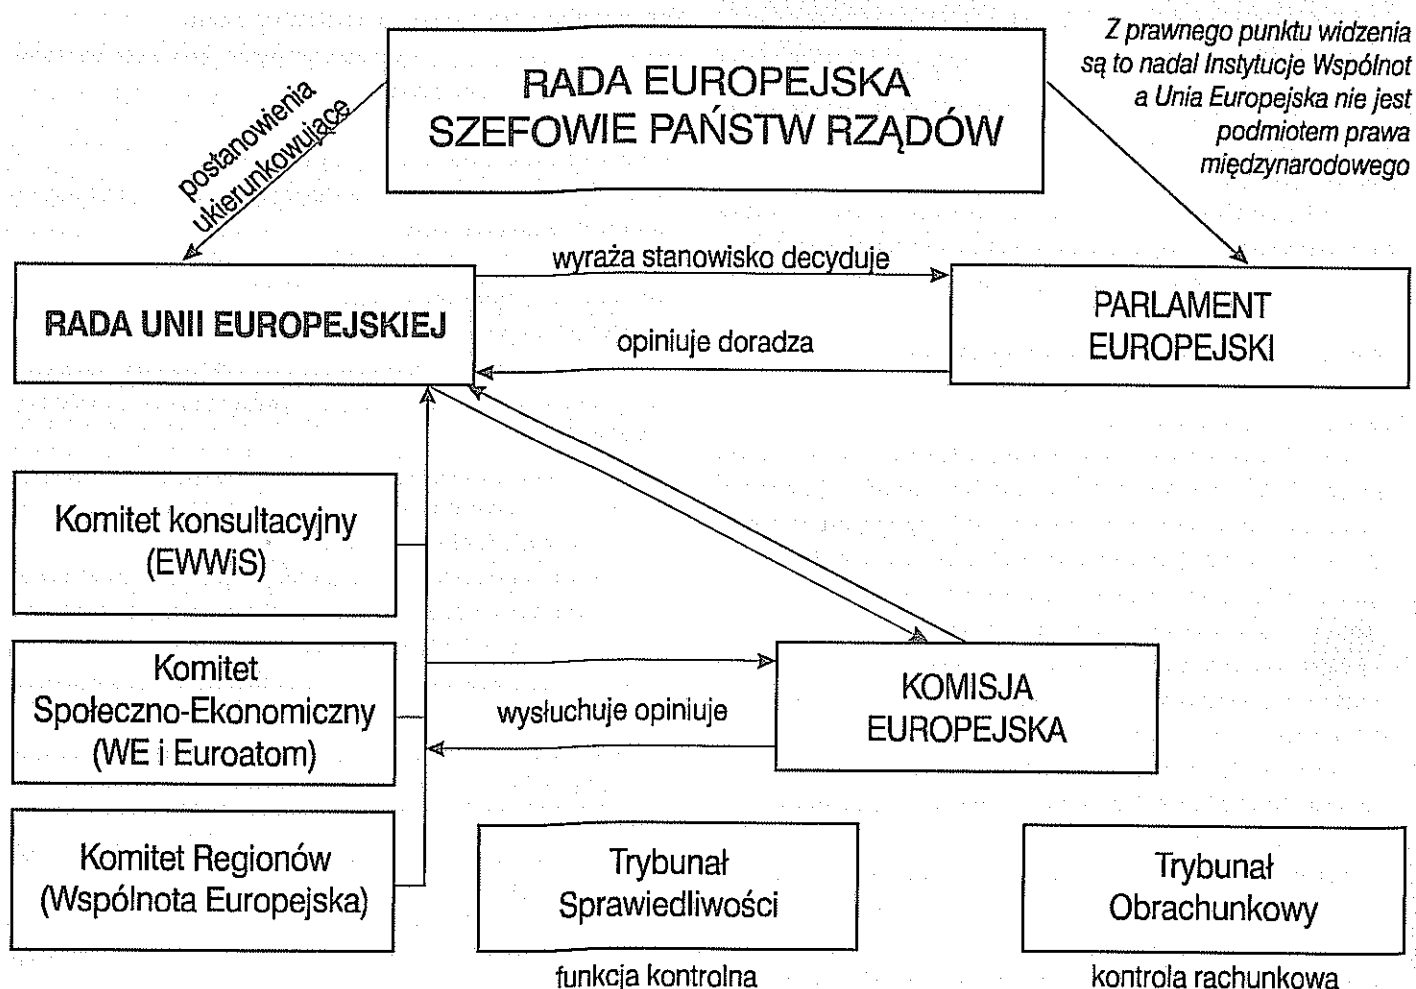 RADA EUROPEJSKA
SZEFOWIE PAŃSTW RZĄDÓW
Z prawnego punktu widzenia
są to nadal Instytucje Wspólnot
a Unia Europejska nie jest
podmiotem prawa
międzynarodowego
postanowienia
ukierunkowujące
RADA UNII EUROPEJSKIEJ
wyraża stanowisko decyduje
opiniuje doradza
PARLAMENT
EUROPEJSKI
Komitet konsultacyjny
(EWWiS)
Komitet
Społeczno-Ekonomiczny
(WE i Euroatom)
wysłuchuje opiniuje
KOMISJA
EUROPEJSKA
Komitet Regionów
(Wspólnota Europejska)
Trybunał
Sprawiedliwości
funkcja kontrolna
Trybunał
Obrachunkowy
kontrola rachunkowa